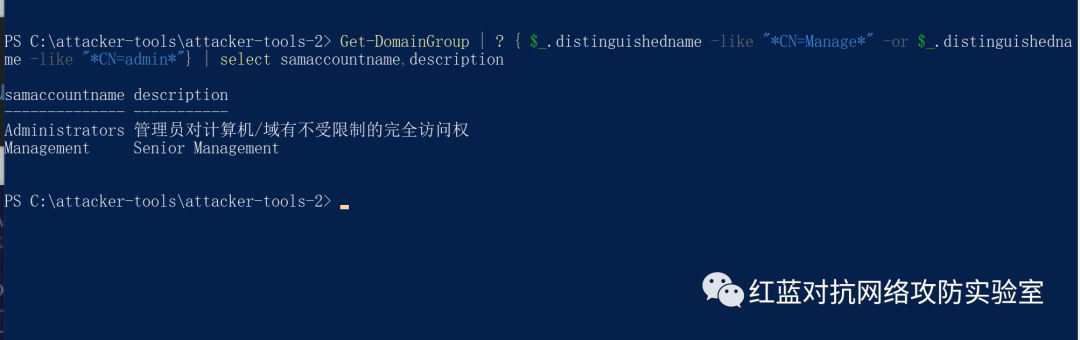 PS C:\attacker-tools\attacker-tools-2> Get-DomainGroup | ? { $_.distinguishedname -like "*CN=Manage*" -or $_.distinguishedna
me -like "*CN=admin*"} | select samaccountname,description
samaccountname description
-------------- -----------
Administrators 管理员对计算机/域有不受限制的完全访问权
Management     Senior Management
PS C:\attacker-tools\attacker-tools-2>
红蓝对抗网络攻防实验室